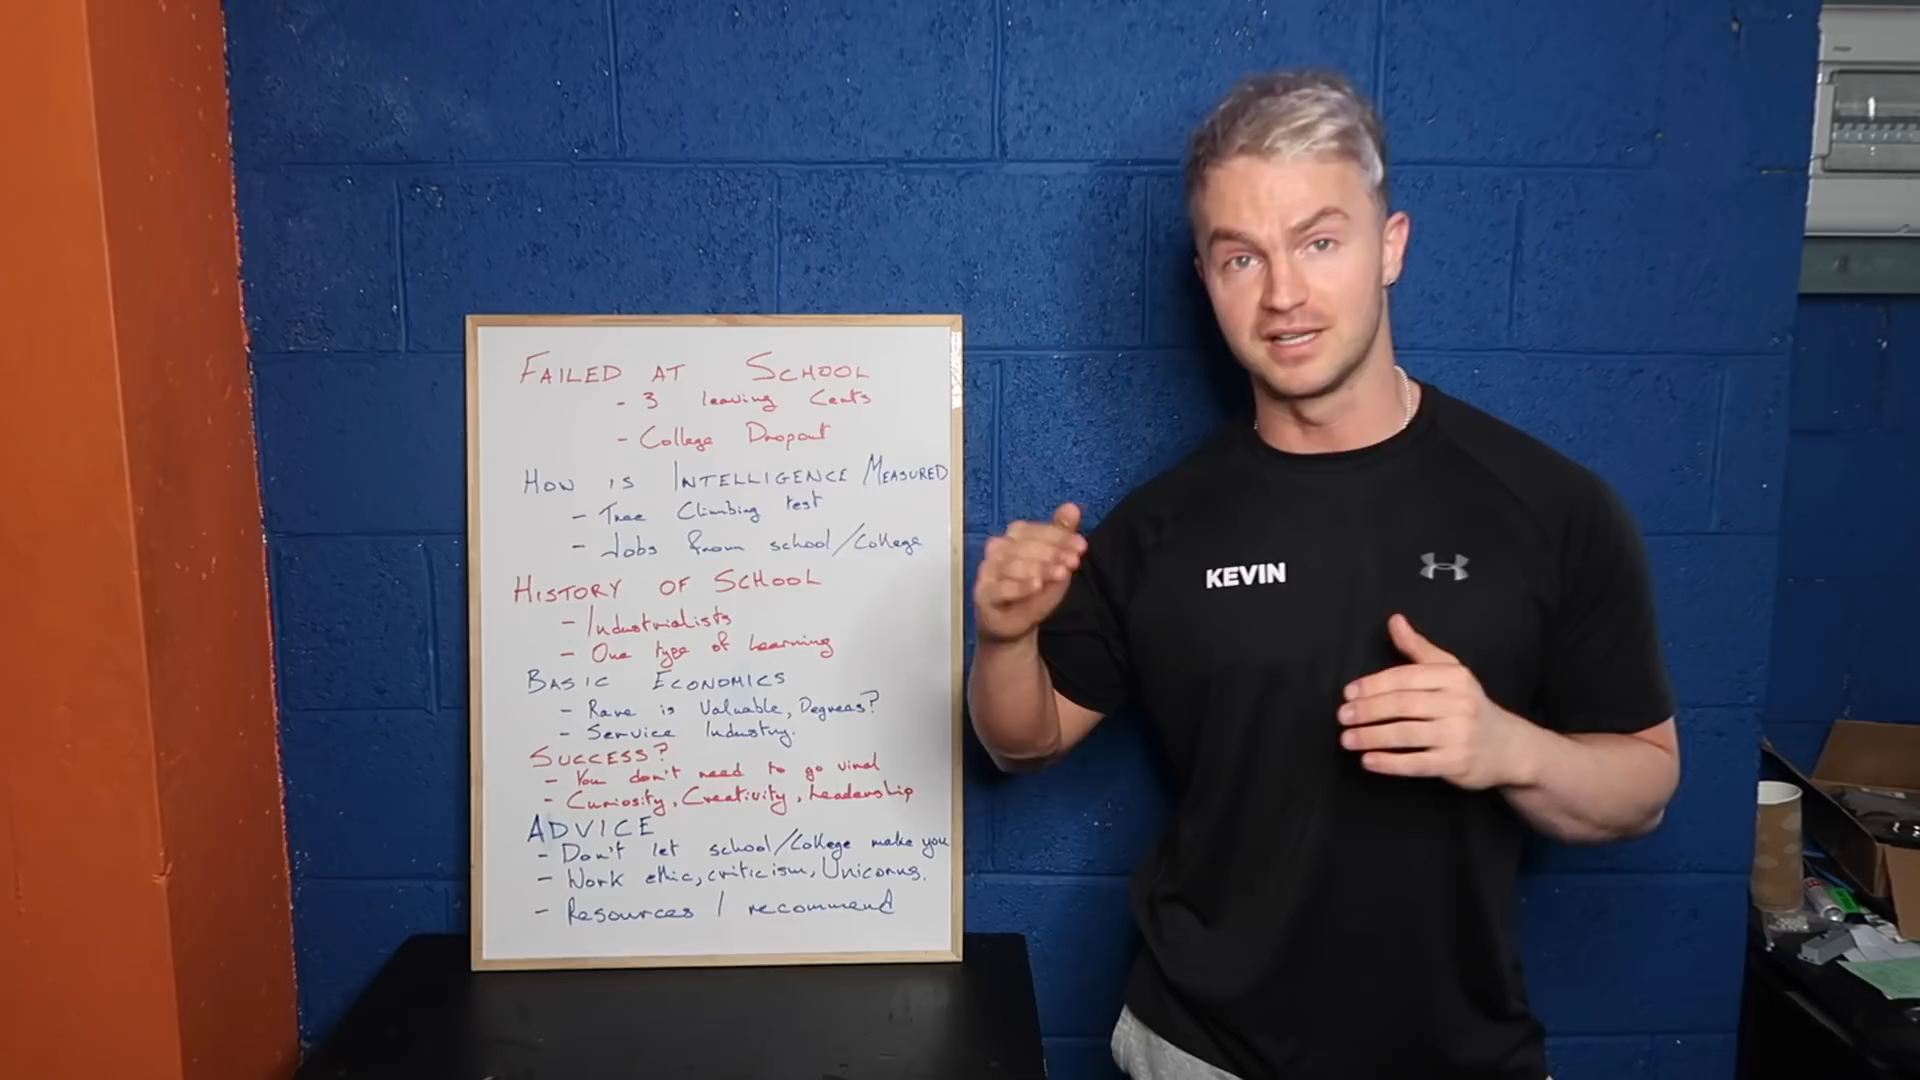 FAILED AT SCHOOL
- 3 leaving Certs
- College Dropout
HOW IS INTELLIGENCE MEASURED
- Tree Climbing test
- Jobs from school/College
HISTORY OF SCHOOL
- Industrialists
- One type of Learning
BASIC ECONOMICS
- Rare is Valuable, Degrees?
- Service Industry.
SUCCESS?
- You don't need to go viral
- Curiosity, Creativity, Leadership
ADVICE
- Don't let school/College make you
- Work ethic, criticism, Unicorns.
- Resources I recommend
KEVIN